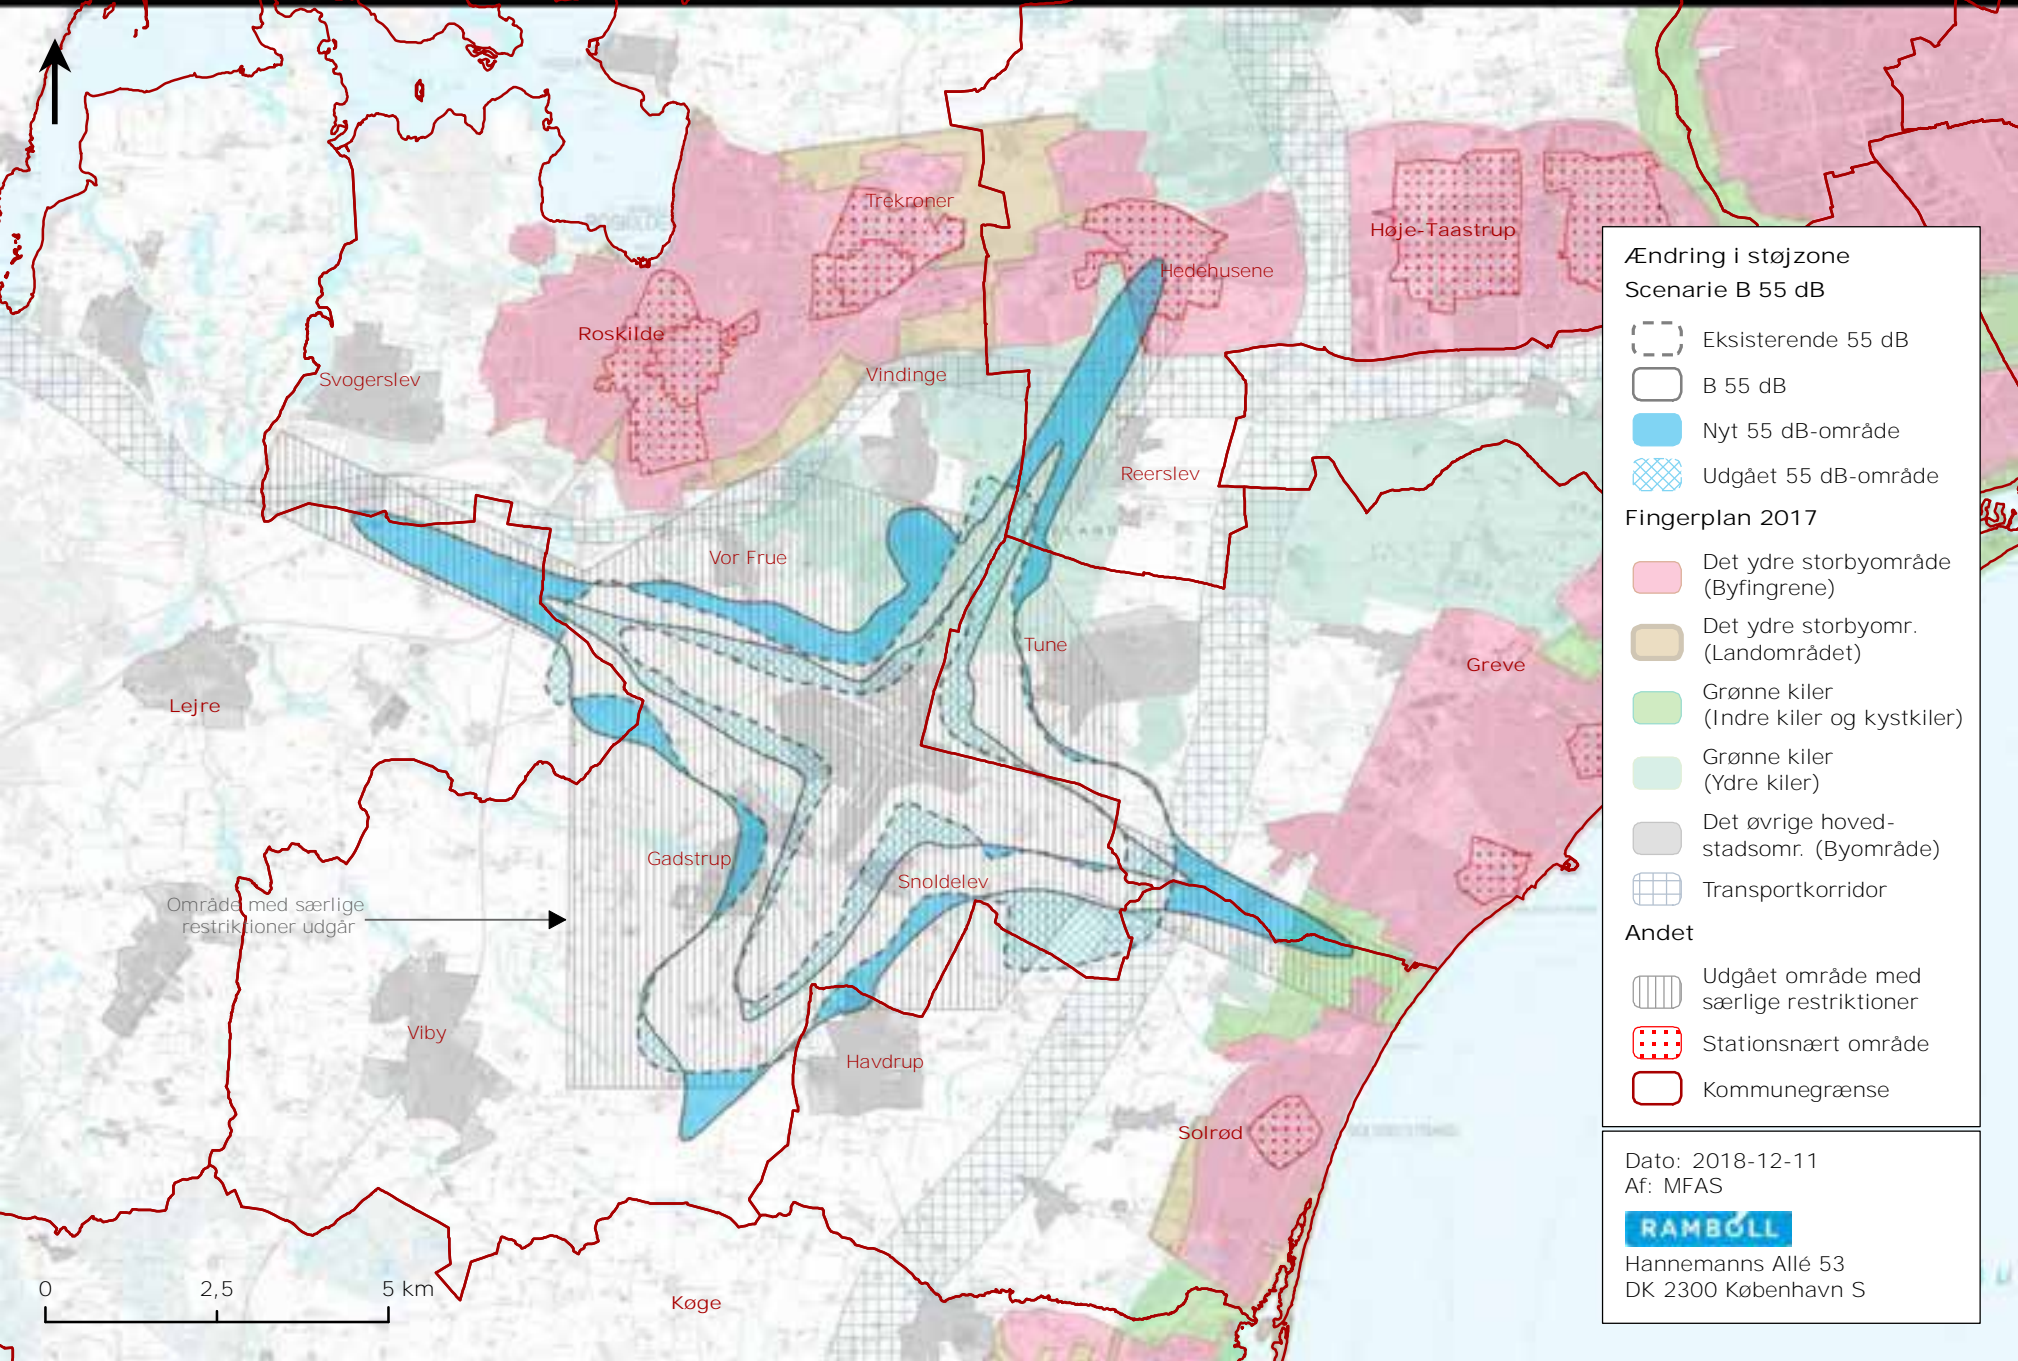 Trekroner
Høje-Taastrup
Hedehusene
Roskilde
Svogerslev
Vindinge
Reerslev
Vor Frue
Tune
Greve
Lejre
Gadstrup
Snoldelev
Område med særlige
restriktioner udgår
Viby
Havdrup
Solrød
Køge
0 2,5 5 km
Ændring i støjzone
Scenarie B 55 dB
Eksisterende 55 dB
B 55 dB
Nyt 55 dB-område
Udgået 55 dB-område
Fingerplan 2017
Det ydre storbyområde
(Byfingrene)
Det ydre storbyomr.
(Landområdet)
Grønne kiler
(Indre kiler og kystkiler)
Grønne kiler
(Ydre kiler)
Det øvrige hoved-
stadsomr. (Byområde)
Transportkorridor
Andet
Udgået område med
særlige restriktioner
Stationsnært område
Kommunegrænse
Dato: 2018-12-11
Af: MFAS
RAMBOLL
Hannemanns Allé 53
DK 2300 København S